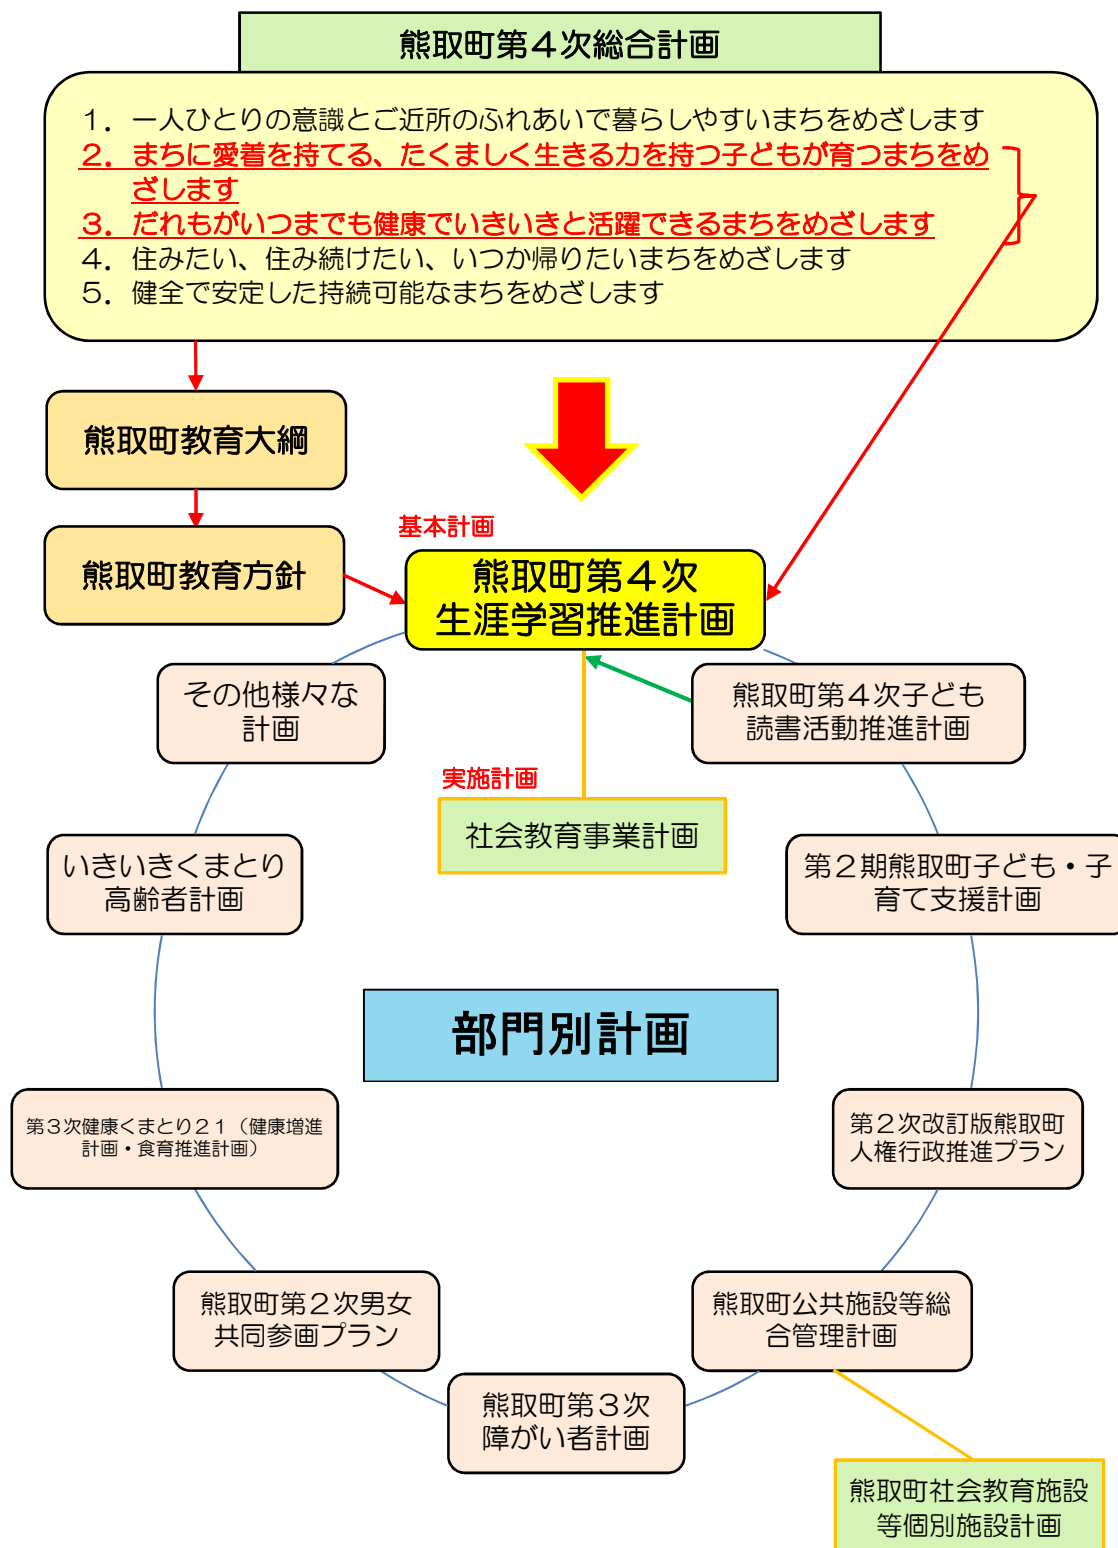 熊取町第４次総合計画
１．一人ひとりの意識とご近所のふれあいで暮らしやすいまちをめざします
２．まちに愛着を持てる、たくましく生きる力を持つ子どもが育つまちをめ
ざします
３．だれもがいつまでも健康でいきいきと活躍できるまちをめざします
４．住みたい、住み続けたい、いつか帰りたいまちをめざします
５．健全で安定した持続可能なまちをめざします
熊取町教育大綱
基本計画
熊取町教育方針
熊取町第４次
生涯学習推進計画
その他様々な
計画
熊取町第４次子ども
読書活動推進計画
実施計画
社会教育事業計画
いきいきくまとり
高齢者計画
第２期熊取町子ども・子
育て支援計画
部門別計画
第３次健康くまとり２１（健康増進
計画・食育推進計画）
第２次改訂版熊取町
人権行政推進プラン
熊取町第２次男女
共同参画プラン
熊取町公共施設等総
合管理計画
熊取町第３次
障がい者計画
熊取町社会教育施設
等個別施設計画